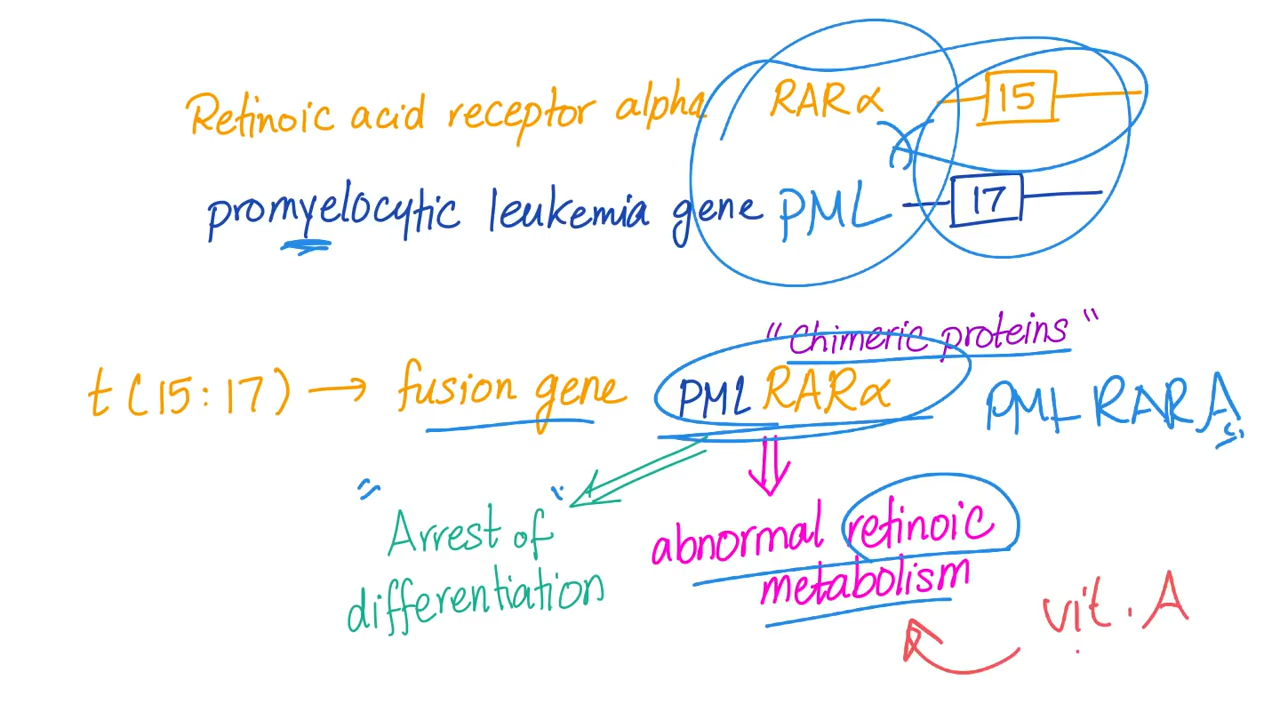 Retinoic acid receptor alpha RARα 15
promyelocytic leukemia gene PML 17
"Chimeric proteins"
t(15:17) → fusion gene PML RARα PML RARA
"Arrest of"
differentiation
abnormal retinoic
metabolism
vit. A